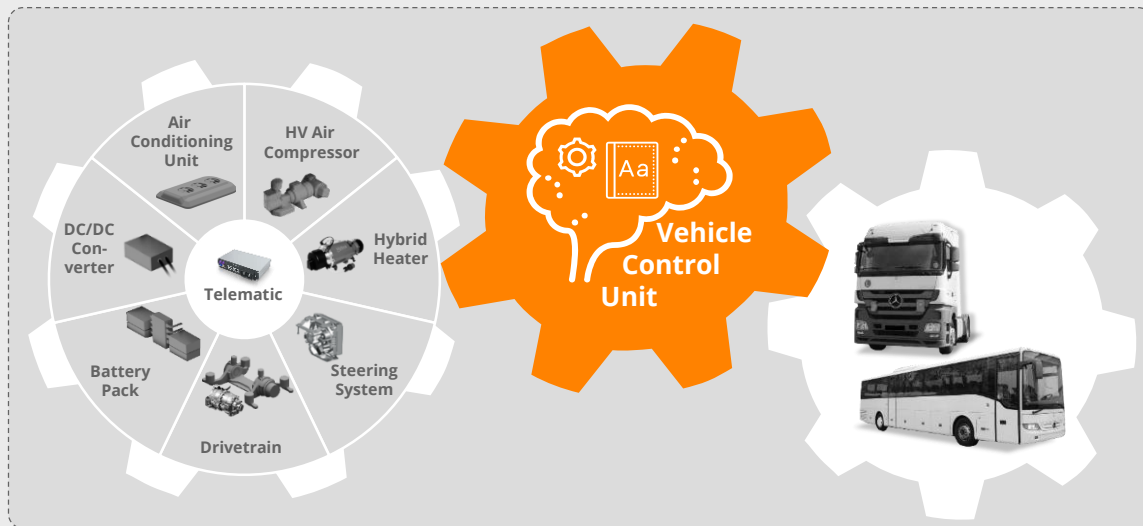 Air
Conditioning
Unit
HV Air
Compressor
DC/DC
Con-
verter
Hybrid
Heater
Telematic
Battery
Pack
Steering
System
Drivetrain
Aa
Vehicle
Control
Unit